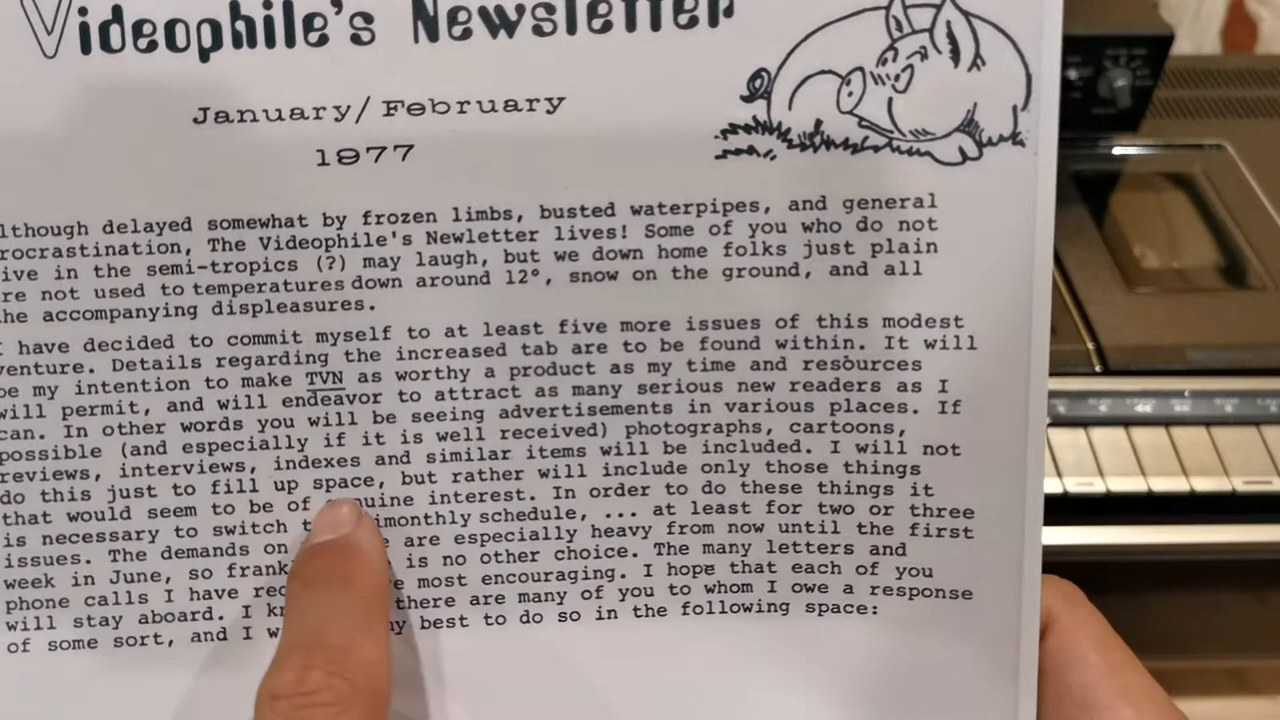 Videophile's Newsletter
January/February
1977
lthough delayed somewhat by frozen limbs, busted waterpipes, and general
rocrastination, The Videophile's Newletter lives! Some of you who do not
ive in the semi-tropics (?) may laugh, but we down home folks just plain
re not used to temperatures down around 12°, snow on the ground, and all
he accompanying displeasures.
I have decided to commit myself to at least five more issues of this modest
venture. Details regarding the increased tab are to be found within. It will
be my intention to make TVN as worthy a product as my time and resources
will permit, and will endeavor to attract as many serious new readers as I
can. In other words you will be seeing advertisements in various places. If
possible (and especially if it is well received) photographs, cartoons,
reviews, interviews, indexes and similar items will be included. I will not
do this just to fill up space, but rather will include only those things
that would seem to be of genuine interest. In order to do these things it
is necessary to switch t imonthly schedule, ... at least for two or three
issues. The demands on e are especially heavy from now until the first
week in June, so frank is no other choice. The many letters and
phone calls I have rec e most encouraging. I hope that each of you
will stay aboard. I kn there are many of you to whom I owe a response
of some sort, and I w my best to do so in the following space: